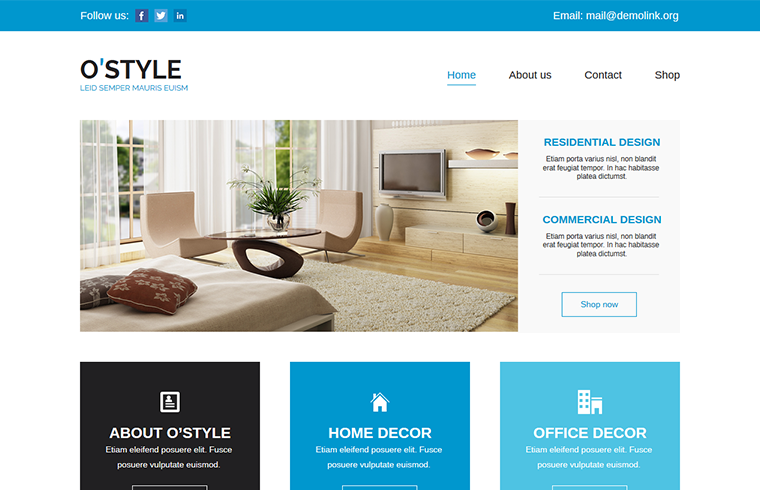 Follow us:
Email: mail@demolink.org
O'STYLE
LEID SEMPER MAURIS EUISM
Home
About us
Contact
Shop
RESIDENTIAL DESIGN
Etiam porta varius nisl, non blandit
erat feugiat tempor. In hac habitasse
platea dictumst.
COMMERCIAL DESIGN
Etiam porta varius nisl, non blandit
erat feugiat tempor. In hac habitasse
platea dictumst.
Shop now
ABOUT O’STYLE
Etiam eleifend posuere elit. Fusce
posuere vulputate euismod.
HOME DECOR
Etiam eleifend posuere elit. Fusce
posuere vulputate euismod.
OFFICE DECOR
Etiam eleifend posuere elit. Fusce
posuere vulputate euismod.